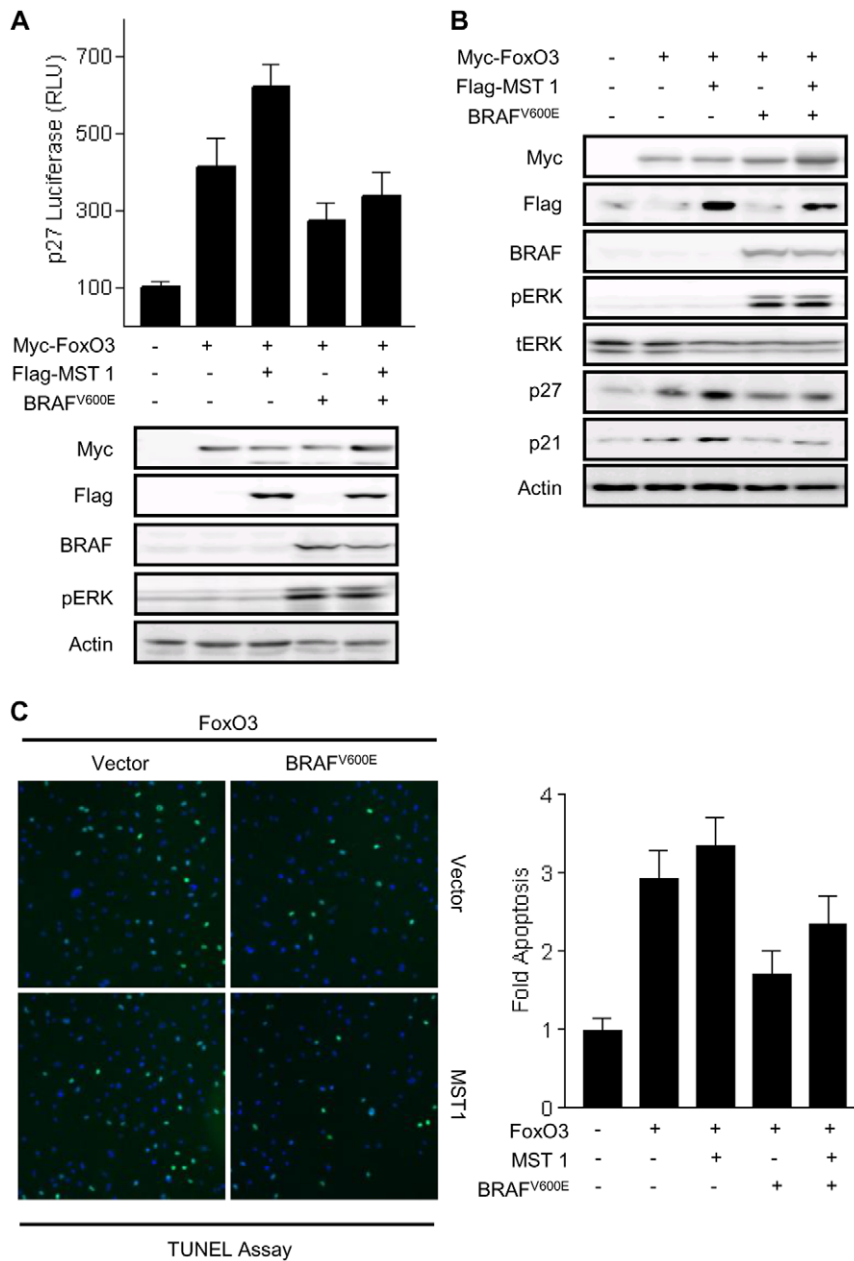 A
700
500
300
100
p27 Luciferase (RLU)
Myc-FoxO3 - + + + +
Flag-MST 1 - - + - +
BRAFV600E - - - + +
Myc
Flag
BRAF
pERK
Actin
B
Myc-FoxO3 - + + + +
Flag-MST 1 - - + - +
BRAFV600E - - - + +
Myc
Flag
BRAF
pERK
tERK
p27
p21
Actin
C
FoxO3
Vector BRAFV600E
Vector
MST1
TUNEL Assay
4
3
2
1
0
Fold Apoptosis
FoxO3 - + + + +
MST 1 - - + - +
BRAFV600E - - - + +